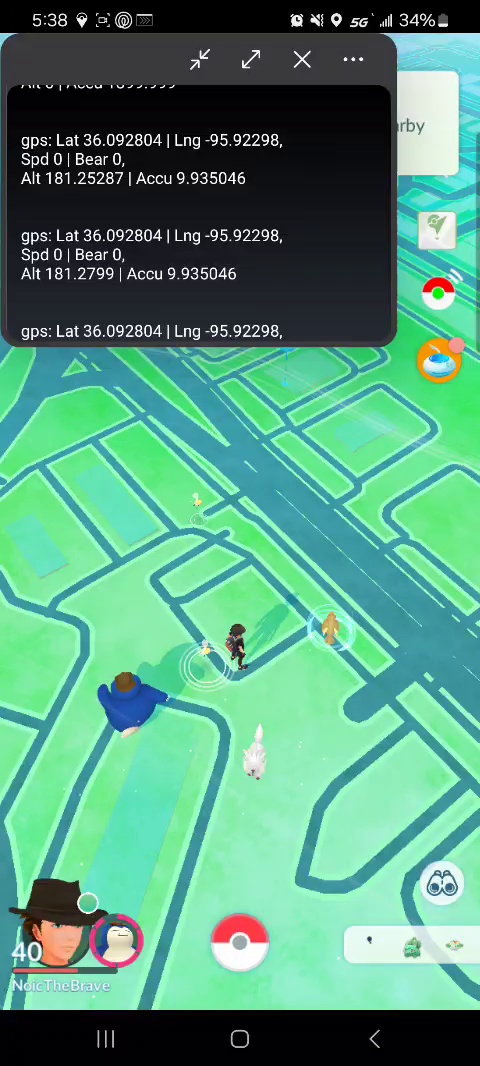 5:38
5G
34%
Alt 0 | Accu 1899.999
rby
gps: Lat 36.092804 | Lng -95.92298,
Spd 0 | Bear 0,
Alt 181.25287 | Accu 9.935046
gps: Lat 36.092804 | Lng -95.92298,
Spd 0 | Bear 0,
Alt 181.2799 | Accu 9.935046
gps: Lat 36.092804 | Lng -95.92298,
40
NoicTheBrave